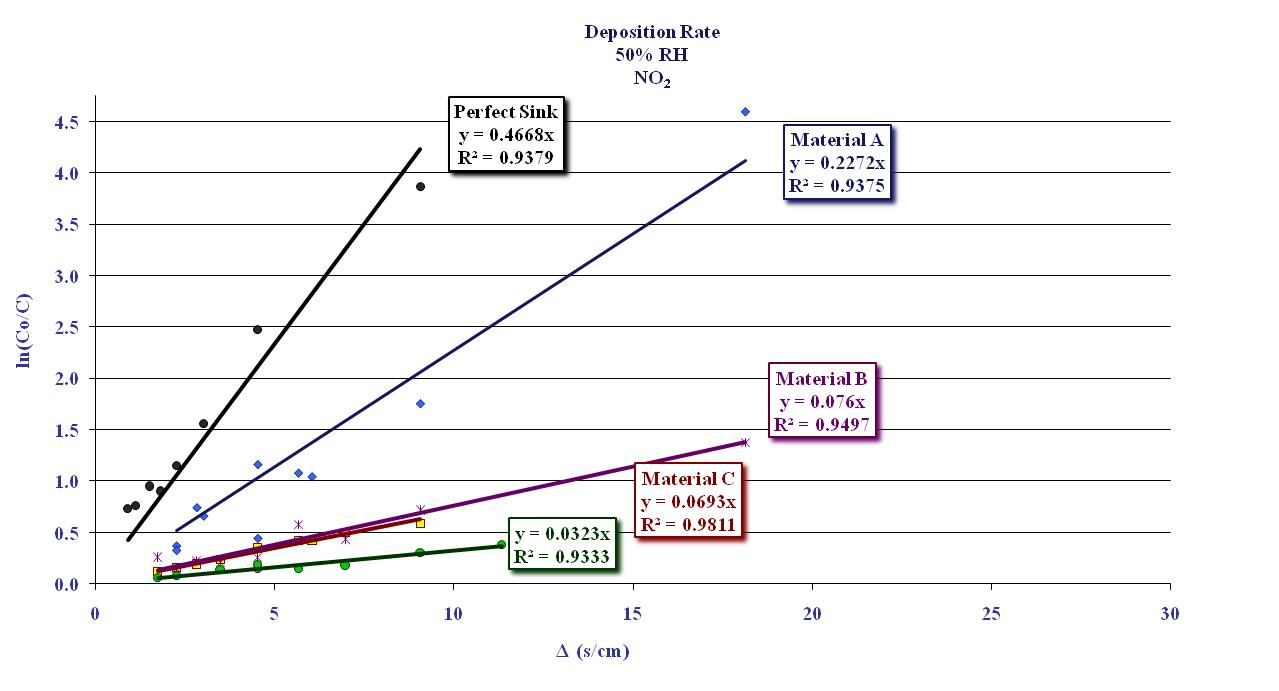 Deposition Rate
50% RH
NO₂
Perfect Sink
y = 0.4668x
R² = 0.9379
Material A
y = 0.2272x
R² = 0.9375
Material B
y = 0.076x
R² = 0.9497
Material C
y = 0.0693x
R² = 0.9811
y = 0.0323x
R² = 0.9333
ln(Co/C)
4.5
4.0
3.5
3.0
2.5
2.0
1.5
1.0
0.5
0.0
0 5 10 15 20 25 30
Δ (s/cm)